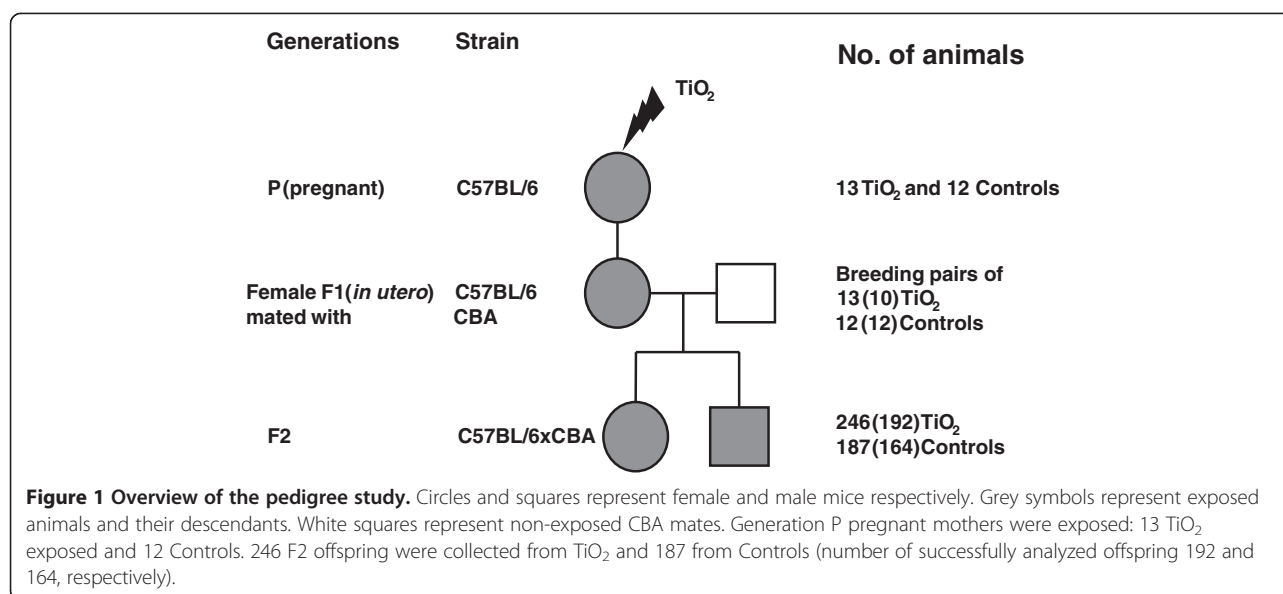 Generations Strain No. of animals
TiO₂
P(pregnant) C57BL/6 13 TiO₂ and 12 Controls
Female F1(in utero) C57BL/6 Breeding pairs of
mated with CBA 13(10)TiO₂
12(12)Controls
F2 C57BL/6xCBA 246(192)TiO₂
187(164)Controls
Figure 1 Overview of the pedigree study. Circles and squares represent female and male mice respectively. Grey symbols represent exposed
animals and their descendants. White squares represent non-exposed CBA mates. Generation P pregnant mothers were exposed: 13 TiO₂
exposed and 12 Controls. 246 F2 offspring were collected from TiO₂ and 187 from Controls (number of successfully analyzed offspring 192 and
164, respectively).